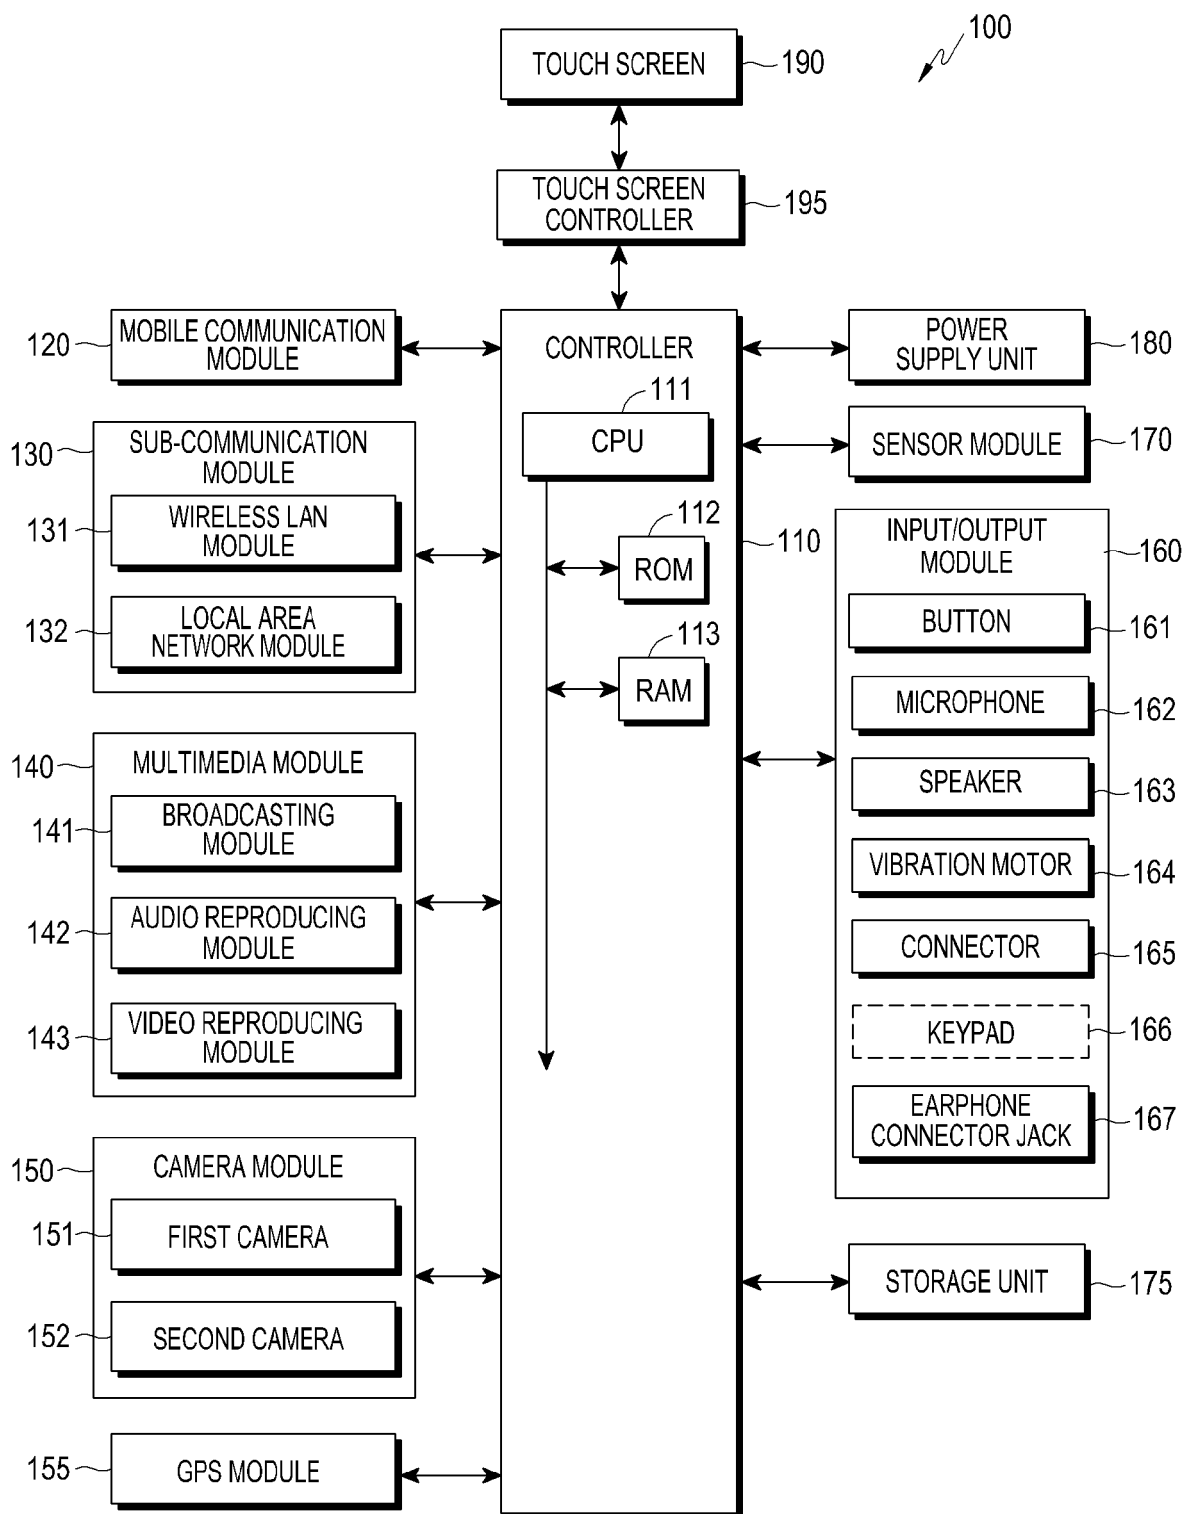 100
TOUCH SCREEN
190
TOUCH SCREEN
CONTROLLER
195
120
MOBILE COMMUNICATION
MODULE
130
SUB-COMMUNICATION
MODULE
131
WIRELESS LAN
MODULE
132
LOCAL AREA
NETWORK MODULE
140
MULTIMEDIA MODULE
141
BROADCASTING
MODULE
142
AUDIO REPRODUCING
MODULE
143
VIDEO REPRODUCING
MODULE
150
CAMERA MODULE
151
FIRST CAMERA
152
SECOND CAMERA
155
GPS MODULE
CONTROLLER
111
CPU
112
ROM
113
RAM
110
POWER
SUPPLY UNIT
180
SENSOR MODULE
170
INPUT/OUTPUT
MODULE
160
BUTTON
161
MICROPHONE
162
SPEAKER
163
VIBRATION MOTOR
164
CONNECTOR
165
KEYPAD
166
EARPHONE
CONNECTOR JACK
167
STORAGE UNIT
175